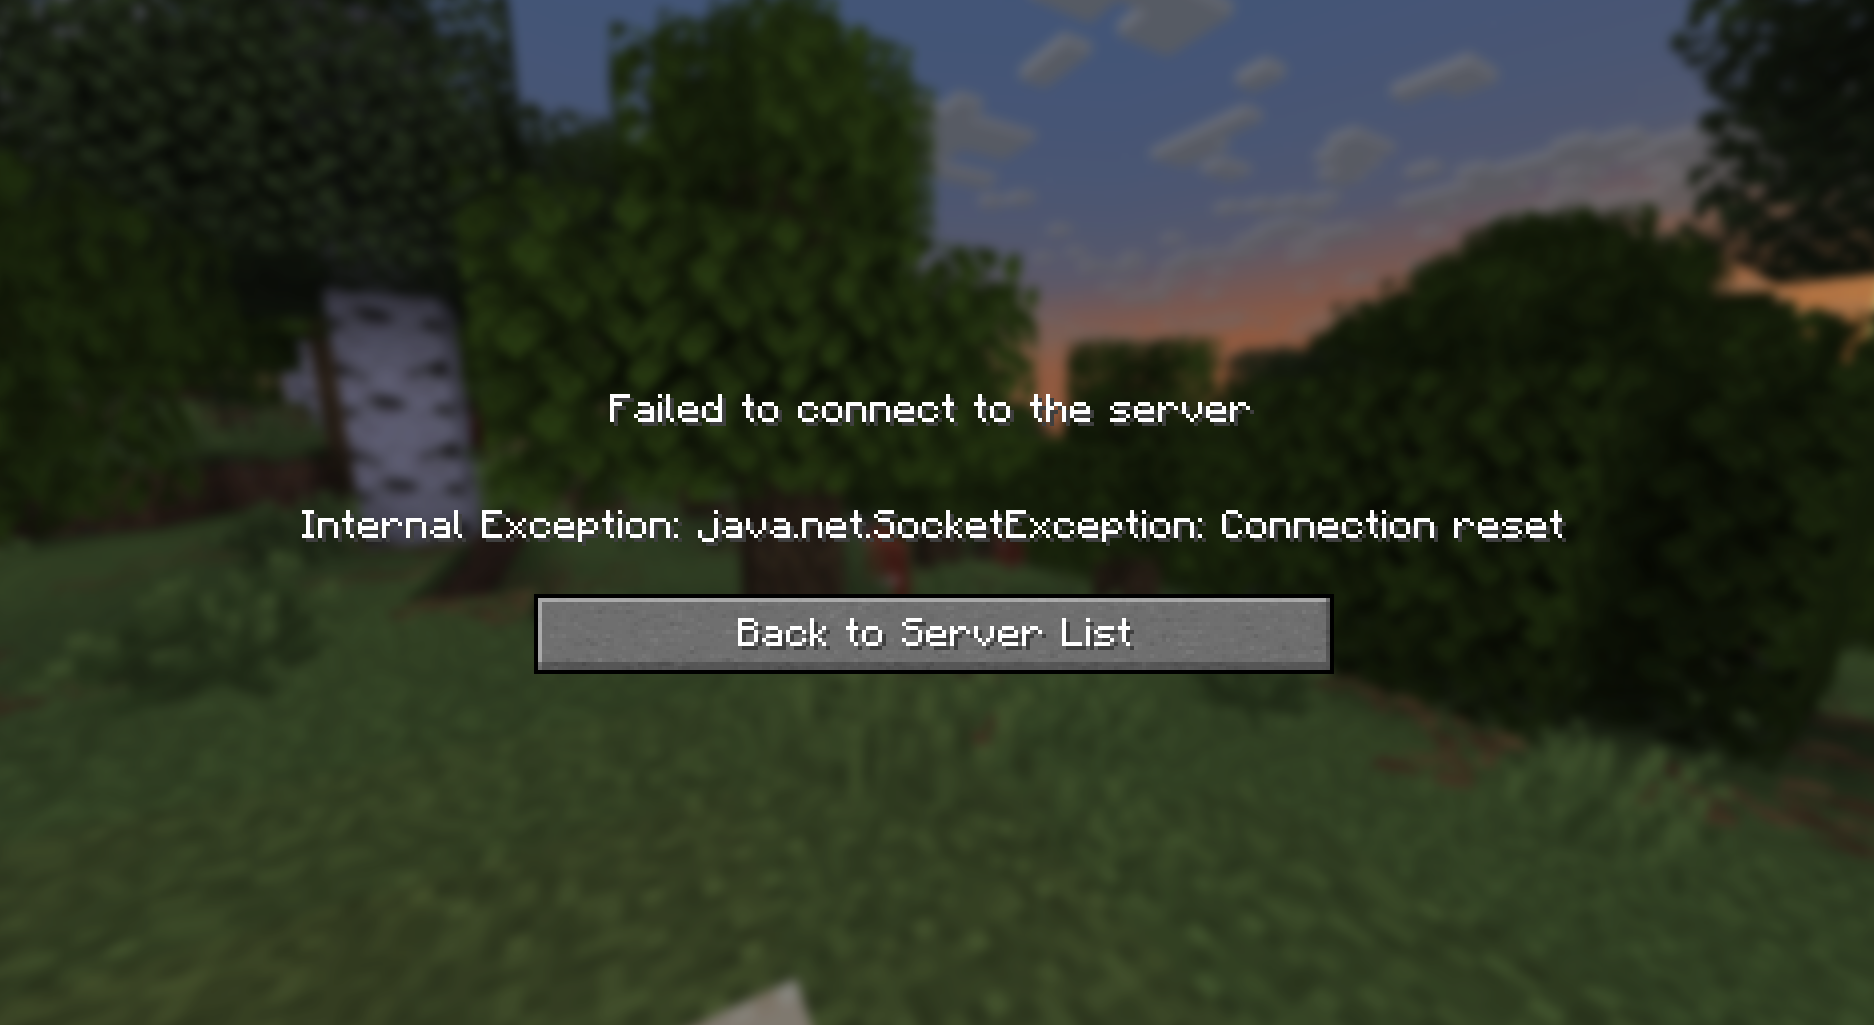 Failed to connect to the server
Internal Exception: java.net.SocketException: Connection reset
Back to Server List